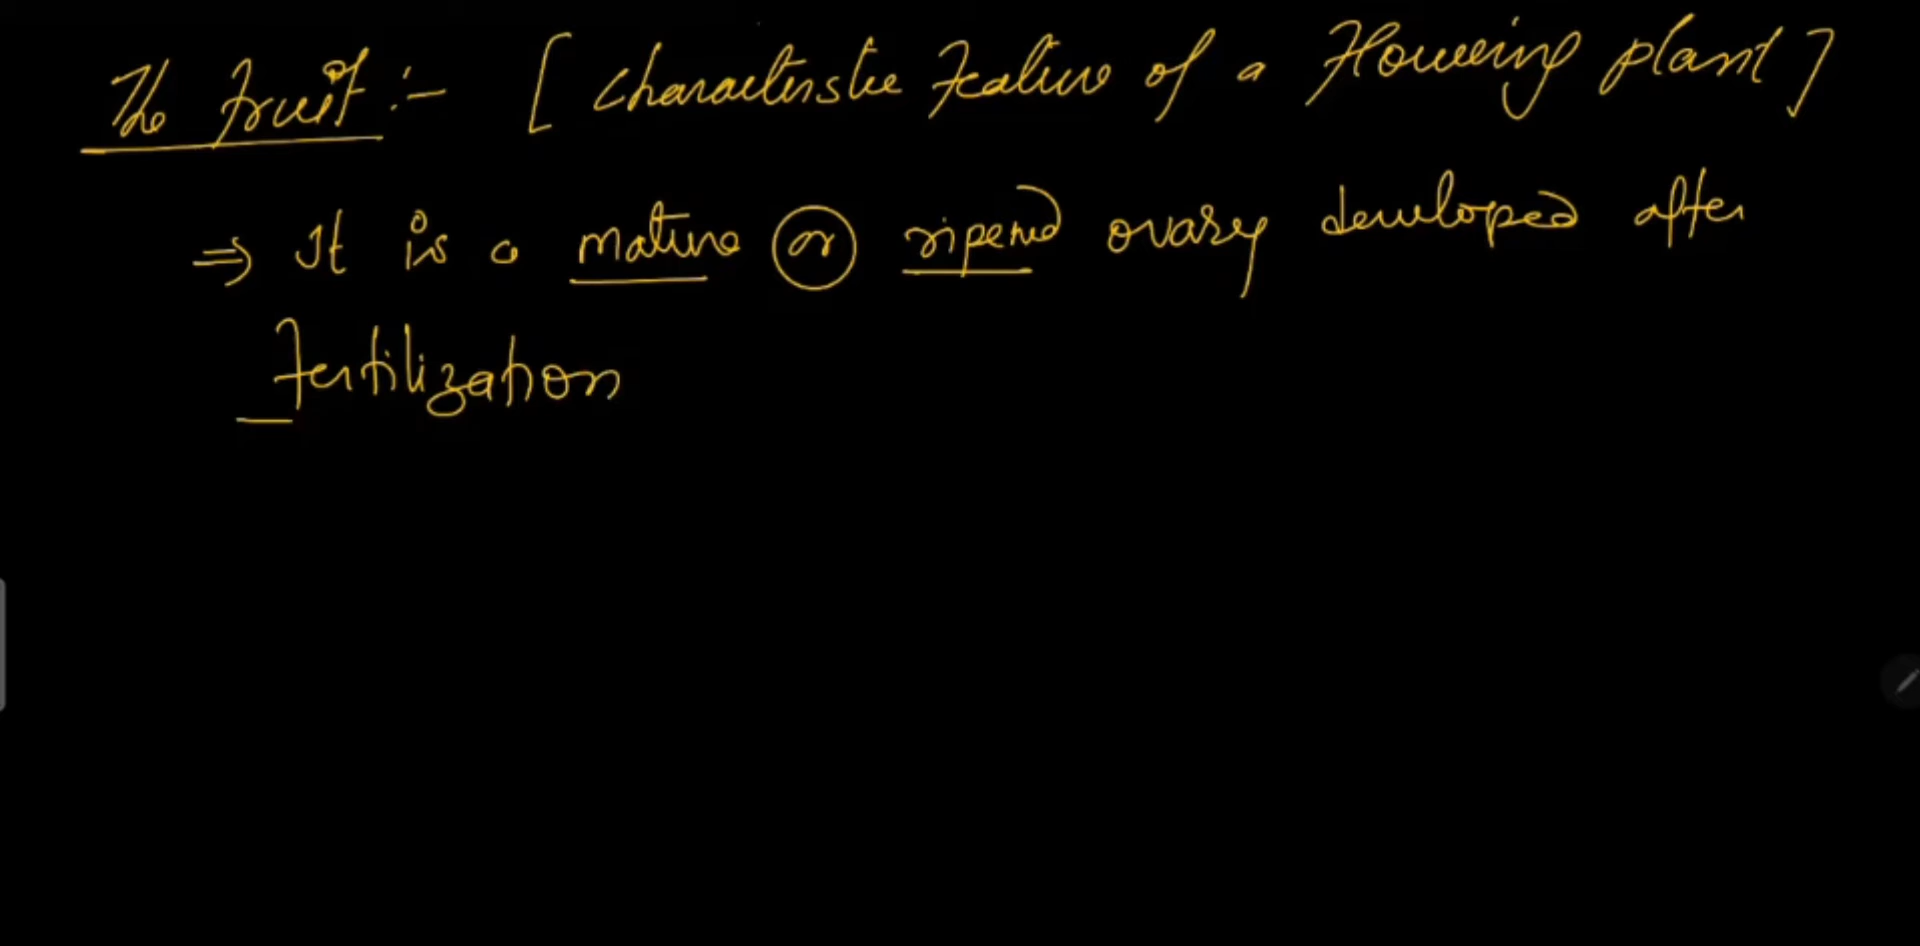 The fruit :- [ characteristic Feature of a Flowering plant ]
⇒ It is a mature or ripened ovary developed after
fertilization